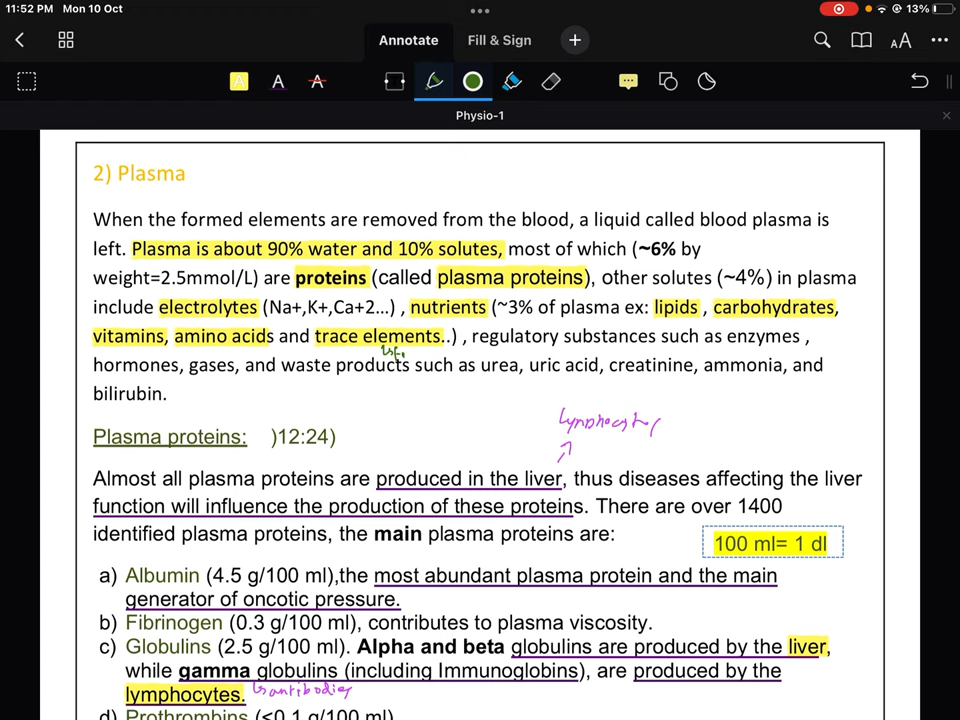 11:52 PM Mon 10 Oct
13%
Annotate
Fill & Sign
A A A AA
Physio-1
2) Plasma
When the formed elements are removed from the blood, a liquid called blood plasma is
left. Plasma is about 90% water and 10% solutes, most of which (~6% by
weight=2.5mmol/L) are proteins (called plasma proteins), other solutes (~4%) in plasma
include electrolytes (Na+,K+,Ca+2...) , nutrients (~3% of plasma ex: lipids , carbohydrates,
vitamins, amino acids and trace elements..) , regulatory substances such as enzymes ,
hormones, gases, and waste products such as urea, uric acid, creatinine, ammonia, and
bilirubin.
lymphocytes
Plasma proteins: )12:24)
Almost all plasma proteins are produced in the liver, thus diseases affecting the liver
function will influence the production of these proteins. There are over 1400
identified plasma proteins, the main plasma proteins are:
100 ml= 1 dl
a) Albumin (4.5 g/100 ml),the most abundant plasma protein and the main
generator of oncotic pressure.
b) Fibrinogen (0.3 g/100 ml), contributes to plasma viscosity.
c) Globulins (2.5 g/100 ml). Alpha and beta globulins are produced by the liver,
while gamma globulins (including Immunoglobins), are produced by the
lymphocytes. antibodies
d) Prothrombins (<0.1 g/100 ml)